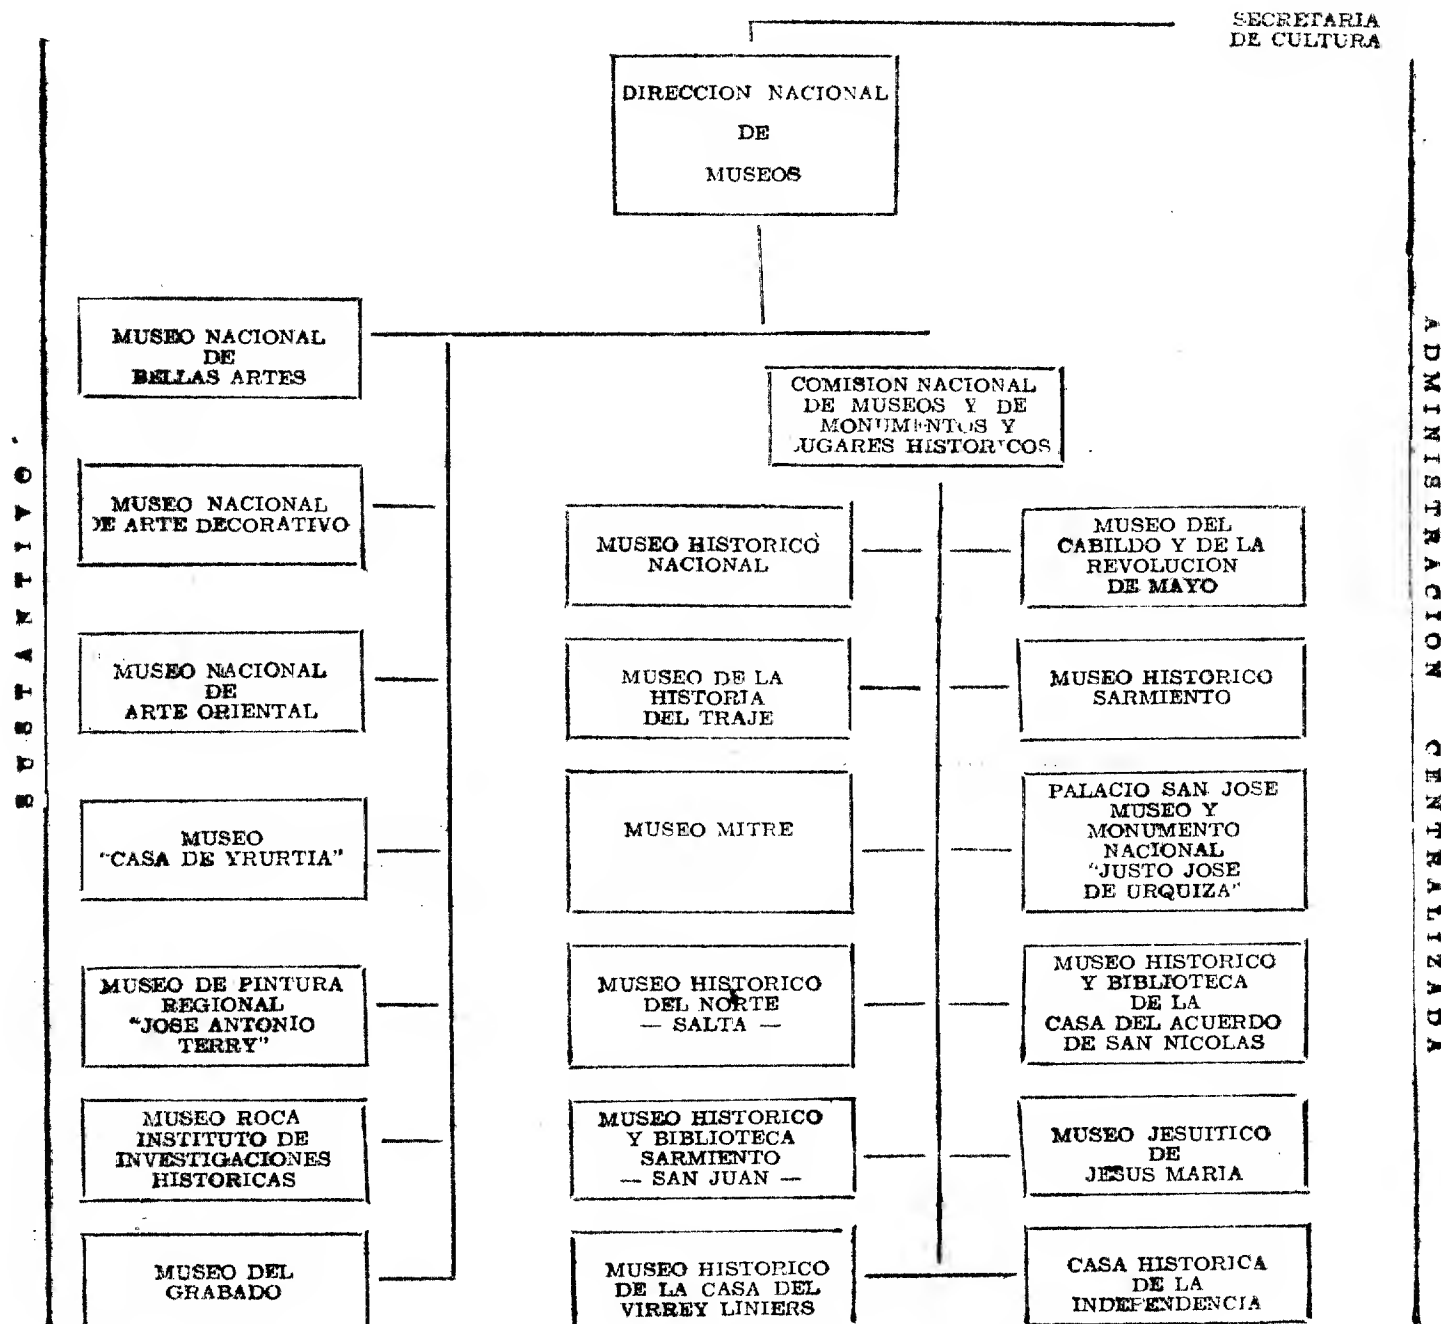 SECRETARIA
DE CULTURA
DIRECCION NACIONAL
DE
MUSEOS
SUSTANTIVO
ADMINISTRACION CENTRALIZADA
MUSEO NACIONAL
DE
BELLAS ARTES
MUSEO NACIONAL
DE ARTE DECORATIVO
MUSEO NACIONAL
DE
ARTE ORIENTAL
MUSEO
"CASA DE YRURTIA"
MUSEO DE PINTURA
REGIONAL
"JOSE ANTONIO
TERRY"
MUSEO ROCA
INSTITUTO DE
INVESTIGACIONES
HISTORICAS
MUSEO DEL
GRABADO
COMISION NACIONAL
DE MUSEOS Y DE
MONUMENTOS Y
LUGARES HISTORICOS
MUSEO HISTORICO
NACIONAL
MUSEO DE LA
HISTORIA
DEL TRAJE
MUSEO MITRE
MUSEO HISTORICO
DEL NORTE
— SALTA —
MUSEO HISTORICO
Y BIBLIOTECA
SARMIENTO
— SAN JUAN —
MUSEO HISTORICO
DE LA CASA DEL
VIRREY LINIERS
MUSEO DEL
CABILDO Y DE LA
REVOLUCION
DE MAYO
MUSEO HISTORICO
SARMIENTO
PALACIO SAN JOSE
MUSEO Y
MONUMENTO
NACIONAL
"JUSTO JOSE
DE URQUIZA"
MUSEO HISTORICO
Y BIBLIOTECA
DE LA
CASA DEL ACUERDO
DE SAN NICOLAS
MUSEO JESUITICO
DE
JESUS MARIA
CASA HISTORICA
DE LA
INDEPENDENCIA